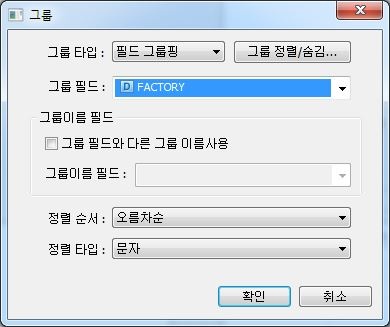 그룹
그룹 타입 : 필드 그룹핑 그룹 정렬/숨김...
그룹 필드 : D FACTORY
그룹이름 필드
그룹 필드와 다른 그룹 이름사용
그룹이름 필드 :
정렬 순서 : 오름차순
정렬 타입 : 문자
확인 취소